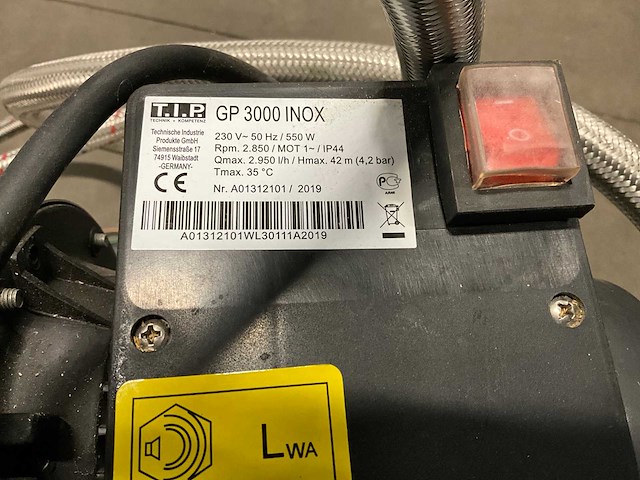 T.I.P.
TECHNIK + KOMPETENZ
GP 3000 INOX
Technische Industrie
Produkte GmbH
Siemensstraße 17
74915 Waibstadt
-GERMANY-
230 V~ 50 Hz / 550 W
Rpm. 2.850 / MOT 1~ / IP44
Qmax. 2.950 l/h / Hmax. 42 m (4,2 bar)
Tmax. 35 °C
CE
Nr. A01312101 / 2019
A01312101WL30111A2019
LWA